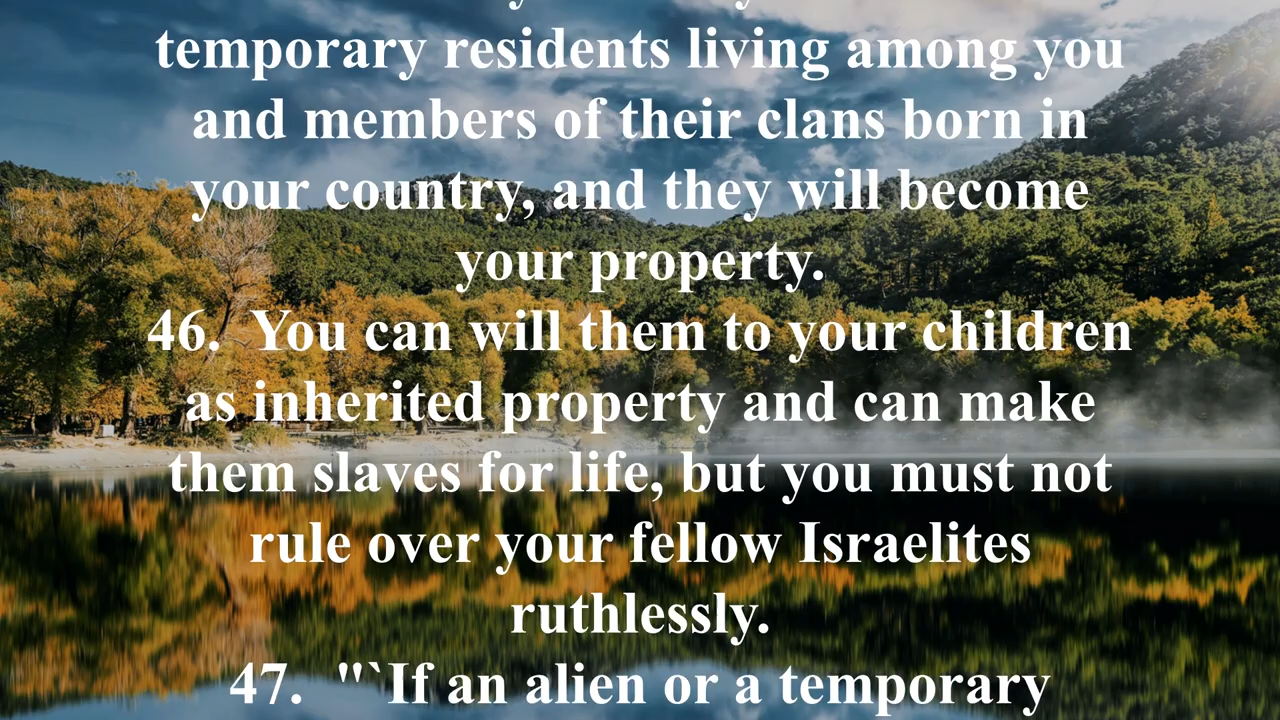 temporary residents living among you
and members of their clans born in
your country, and they will become
your property.
46. You can will them to your children
as inherited property and can make
them slaves for life, but you must not
rule over your fellow Israelites
ruthlessly.
47. "`If an alien or a temporary